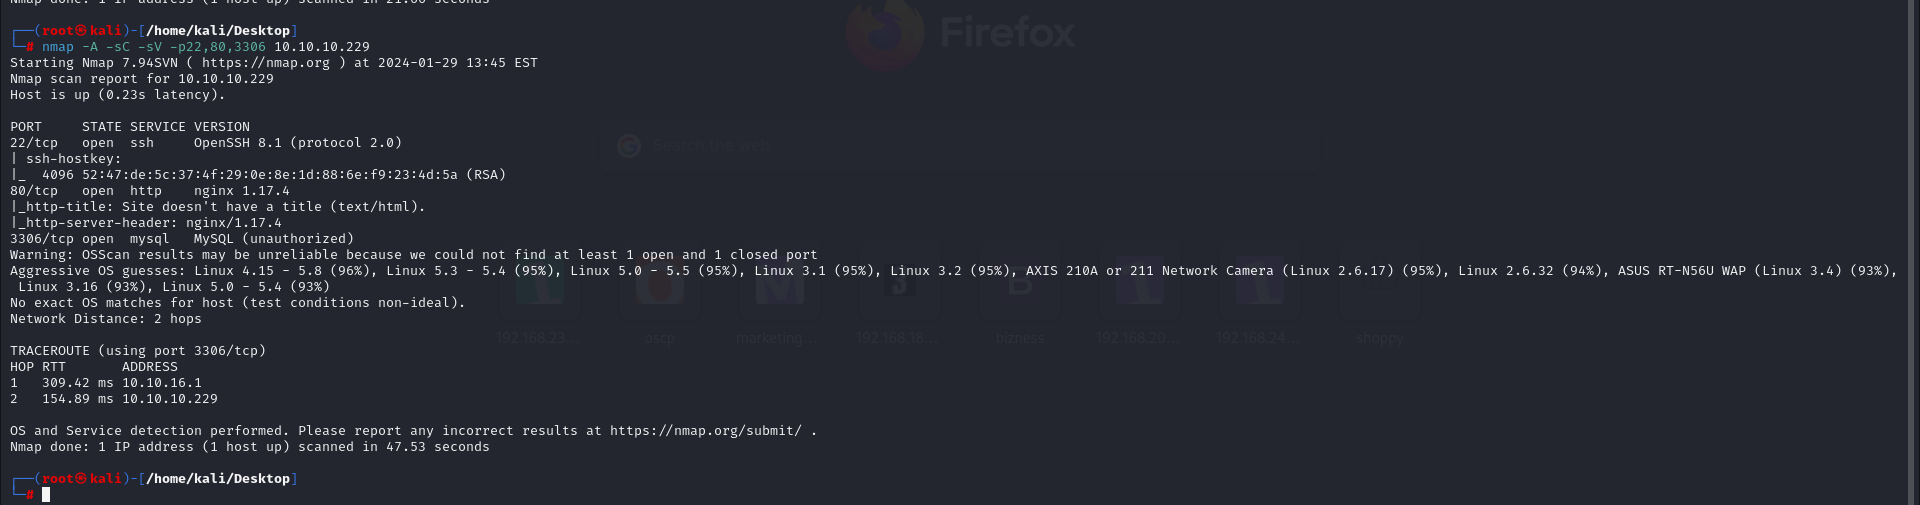 Nmap done: 1 IP address (1 host up) scanned in 21.00 seconds
┌──(root㉿kali)-[/home/kali/Desktop]
└─# nmap -A -sC -sV -p22,80,3306 10.10.10.229
Starting Nmap 7.94SVN ( https://nmap.org ) at 2024-01-29 13:45 EST
Nmap scan report for 10.10.10.229
Host is up (0.23s latency).
PORT     STATE SERVICE VERSION
22/tcp   open  ssh     OpenSSH 8.1 (protocol 2.0)
| ssh-hostkey:
|_  4096 52:47:de:5c:37:4f:29:0e:8e:1d:88:6e:f9:23:4d:5a (RSA)
80/tcp   open  http    nginx 1.17.4
|_http-title: Site doesn't have a title (text/html).
|_http-server-header: nginx/1.17.4
3306/tcp open  mysql   MySQL (unauthorized)
Warning: OSScan results may be unreliable because we could not find at least 1 open and 1 closed port
Aggressive OS guesses: Linux 4.15 - 5.8 (96%), Linux 5.3 - 5.4 (95%), Linux 5.0 - 5.5 (95%), Linux 3.1 (95%), Linux 3.2 (95%), AXIS 210A or 211 Network Camera (Linux 2.6.17) (95%), Linux 2.6.32 (94%), ASUS RT-N56U WAP (Linux 3.4) (93%),
Linux 3.16 (93%), Linux 5.0 - 5.4 (93%)
No exact OS matches for host (test conditions non-ideal).
Network Distance: 2 hops
TRACEROUTE (using port 3306/tcp)
HOP RTT       ADDRESS
1   309.42 ms 10.10.16.1
2   154.89 ms 10.10.10.229
OS and Service detection performed. Please report any incorrect results at https://nmap.org/submit/ .
Nmap done: 1 IP address (1 host up) scanned in 47.53 seconds
┌──(root㉿kali)-[/home/kali/Desktop]
└─#
Firefox
Search the web
192.168.23... oscp marketing... 192.168.18... bizness 192.168.20... 192.168.24... shoppy